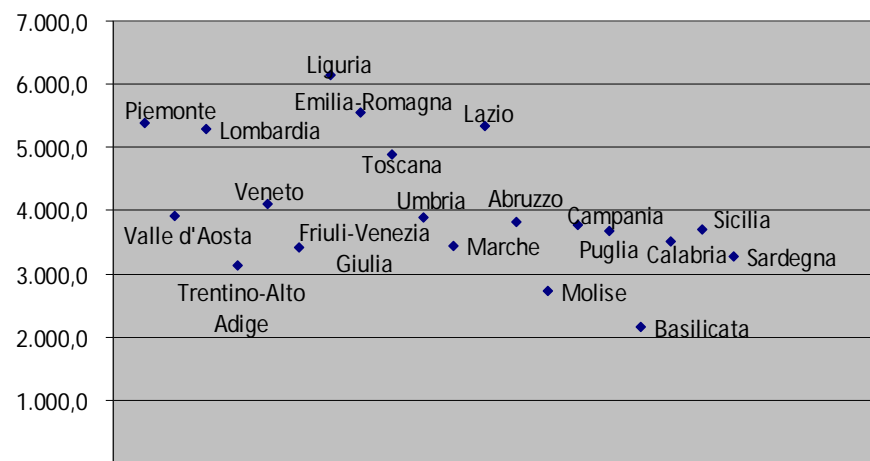 7.000,0
6.000,0
5.000,0
4.000,0
3.000,0
2.000,0
1.000,0
Liguria
Piemonte
Emilia-Romagna
Lombardia
Lazio
Toscana
Veneto
Umbria
Abruzzo
Campania
Sicilia
Valle d'Aosta
Friuli-Venezia
Giulia
Marche
Puglia
Calabria
Sardegna
Trentino-Alto
Adige
Molise
Basilicata